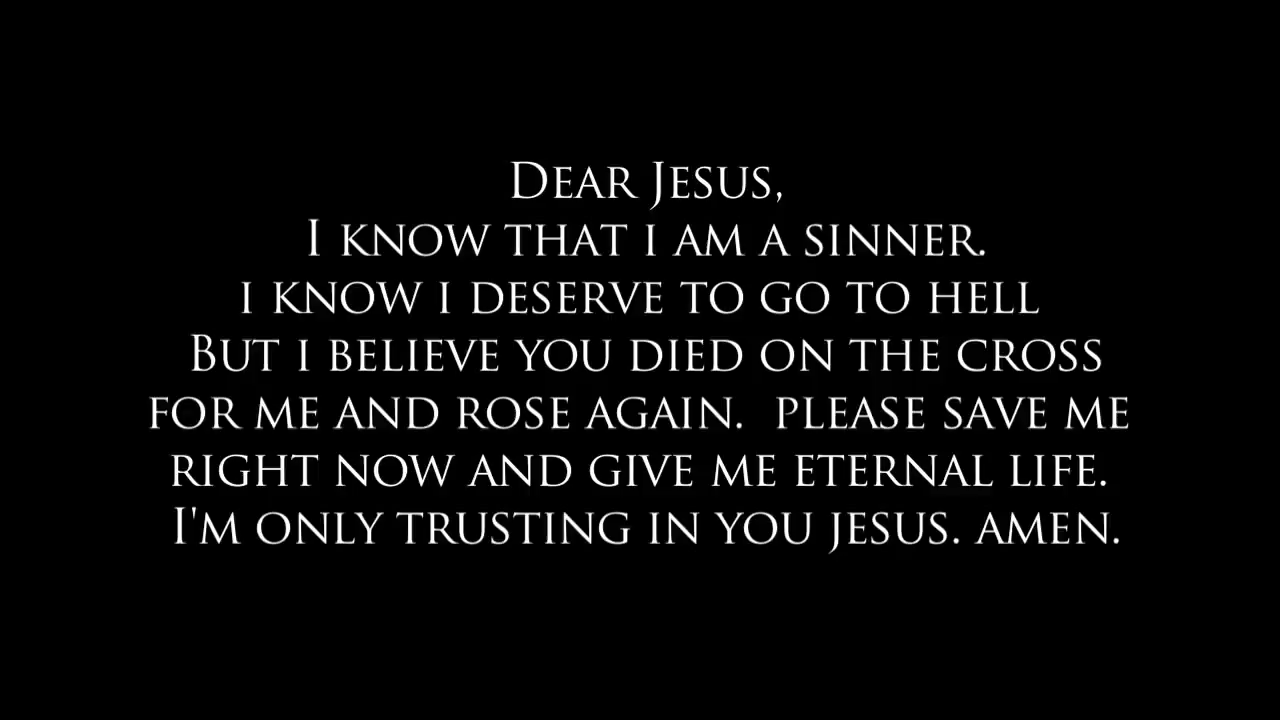 Dear Jesus,
I know that i am a sinner.
i know i deserve to go to hell
But i believe you died on the cross
for me and rose again.  please save me
right now and give me eternal life.
I'm only trusting in you jesus. amen.